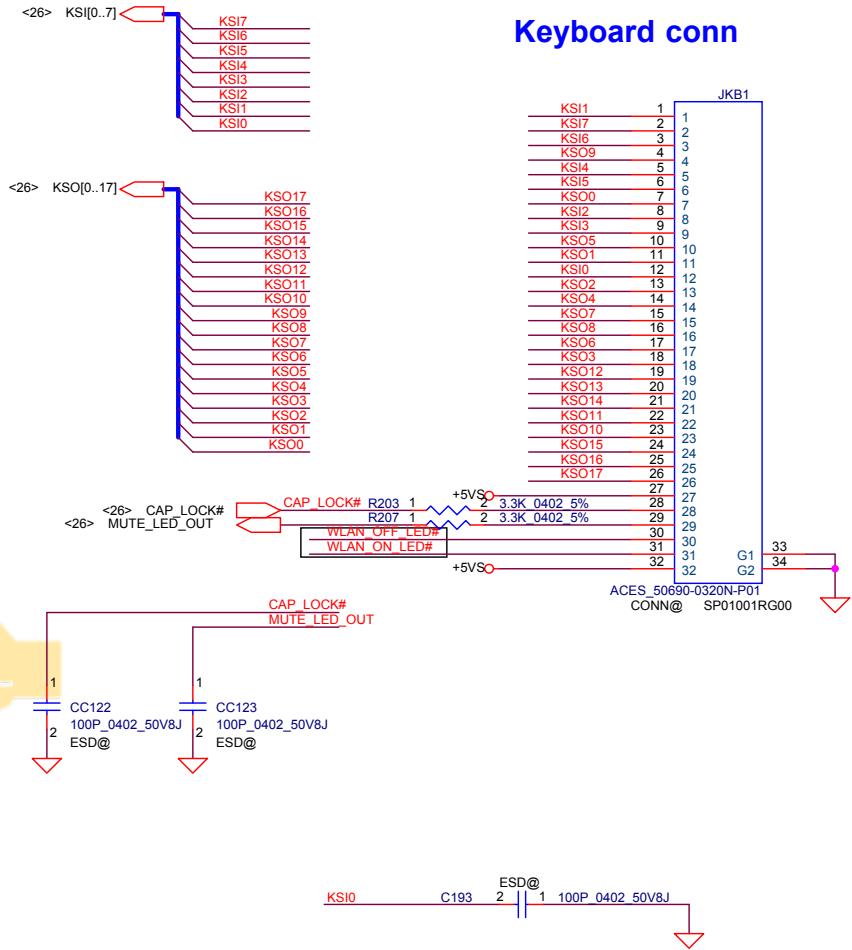 Keyboard conn
<26> KSI[0..7]
KSI7
KSI6
KSI5
KSI4
KSI3
KSI2
KSI1
KSI0
<26> KSO[0..17]
KSO17
KSO16
KSO15
KSO14
KSO13
KSO12
KSO11
KSO10
KSO9
KSO8
KSO7
KSO6
KSO5
KSO4
KSO3
KSO2
KSO1
KSO0
JKB1
KSI1 1 1
KSI7 2 2
KSI6 3 3
KSO9 4 4
KSI4 5 5
KSI5 6 6
KSO0 7 7
KSI2 8 8
KSI3 9 9
KSO5 10 10
KSO1 11 11
KSI0 12 12
KSO2 13 13
KSO4 14 14
KSO7 15 15
KSO8 16 16
KSO6 17 17
KSO3 18 18
KSO12 19 19
KSO13 20 20
KSO14 21 21
KSO11 22 22
KSO10 23 23
KSO15 24 24
KSO16 25 25
KSO17 26 26
+5VS 27 27
<26> CAP_LOCK# CAP_LOCK# R203 1 2 3.3K_0402_5% 28 28
<26> MUTE_LED_OUT R207 1 2 3.3K_0402_5% 29 29
WLAN_OFF_LED# 30 30
WLAN_ON_LED# 31 31 G1 33
+5VS 32 32 G2 34
ACES_50690-0320N-P01
CONN@ SP01001RG00
CAP_LOCK#
MUTE_LED_OUT
1 1
CC122 CC123
100P_0402_50V8J 100P_0402_50V8J
2 2
ESD@ ESD@
ESD@
KSI0 C193 2 1 100P_0402_50V8J